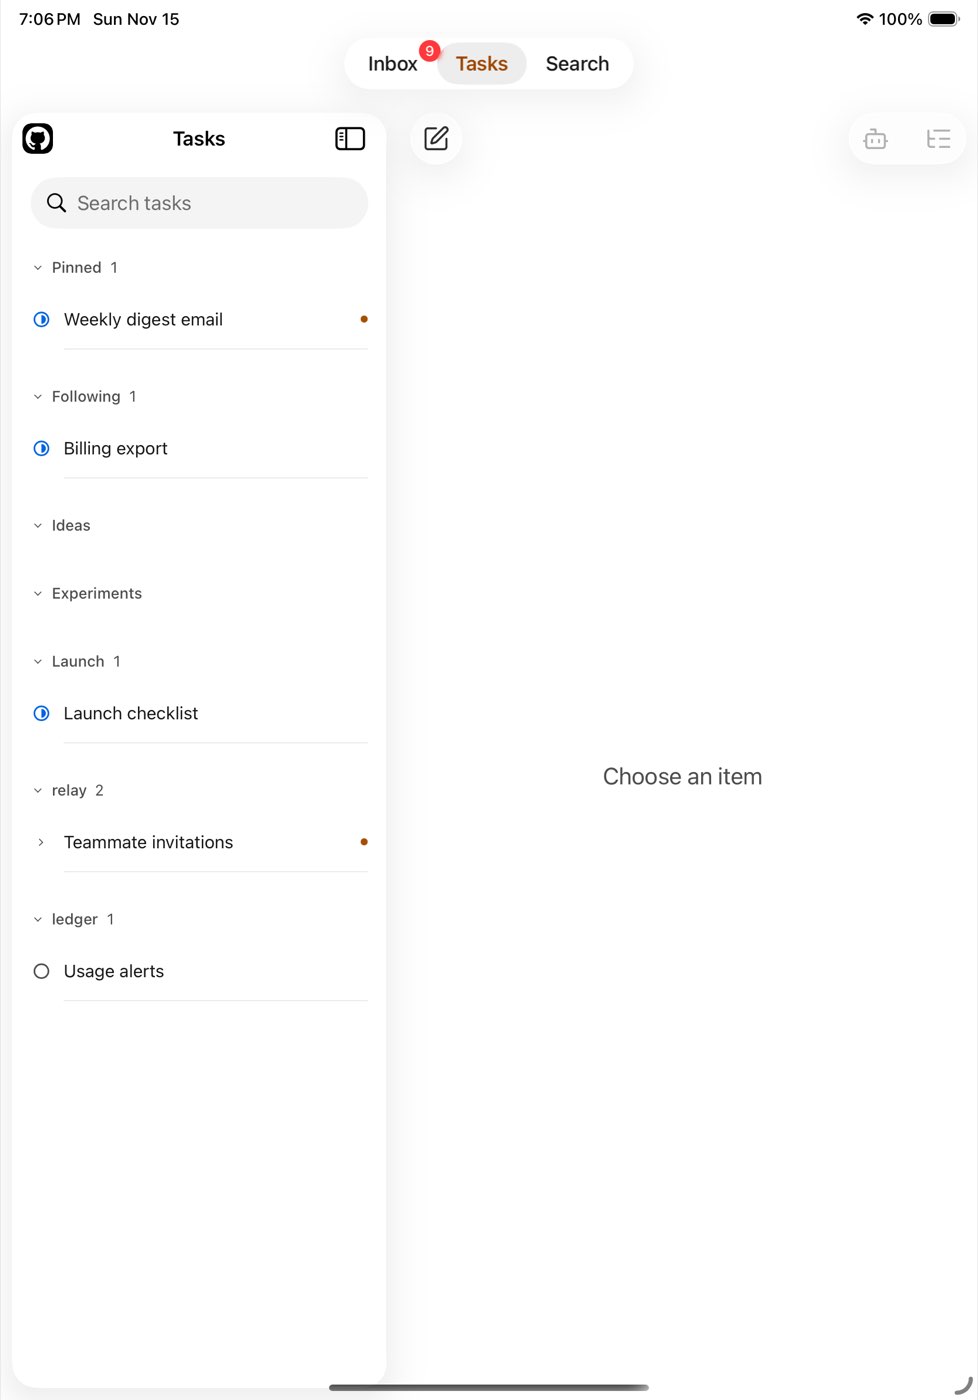 7:06 PM Sun Nov 15
100%
Inbox 9 Tasks Search
Tasks
Search tasks
Pinned 1
Weekly digest email
Following 1
Billing export
Ideas
Experiments
Launch 1
Launch checklist
Choose an item
relay 2
Teammate invitations
ledger 1
Usage alerts